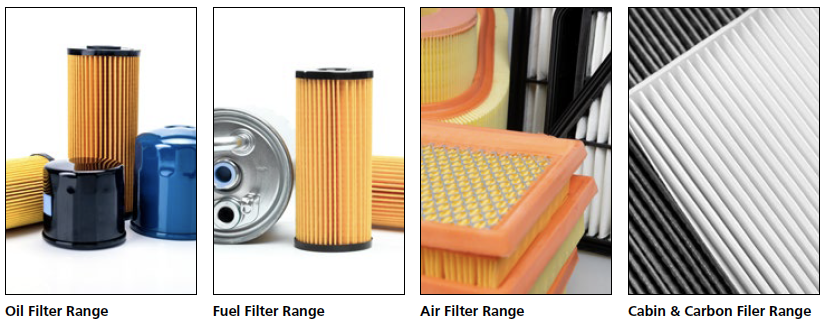 Oil Filter Range
Fuel Filter Range
Air Filter Range
Cabin & Carbon Filer Range